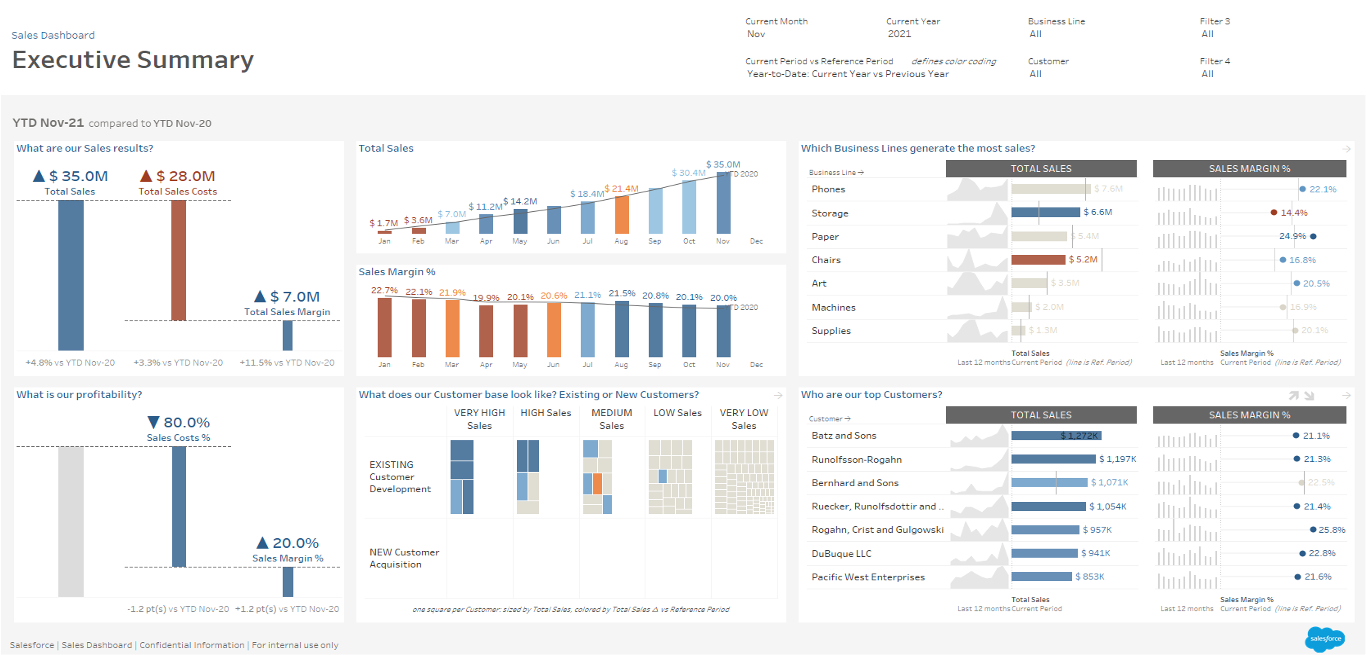 Sales Dashboard
Executive Summary
Current Month
Nov
Current Year
2021
Business Line
All
Filter 3
All
Current Period vs Reference Period defines color coding
Year-to-Date: Current Year vs Previous Year
Customer
All
Filter 4
All
YTD Nov-21 compared to YTD Nov-20
What are our Sales results?
▲ $ 35.0M
Total Sales
▲ $ 28.0M
Total Sales Costs
▲ $ 7.0M
Total Sales Margin
+4.8% vs YTD Nov-20
+3.3% vs YTD Nov-20
+11.5% vs YTD Nov-20
Total Sales
$ 1.7M
$ 3.6M
$ 7.0M
$ 11.2M
$ 14.2M
$ 18.4M
$ 21.4M
$ 30.4M
$ 35.0M
TD 2020
Jan Feb Mar Apr May Jun Jul Aug Sep Oct Nov Dec
Sales Margin %
22.7% 22.1% 21.9% 19.9% 20.1% 20.6% 21.1% 21.5% 20.8% 20.1% 20.0%
TD 2020
Jan Feb Mar Apr May Jun Jul Aug Sep Oct Nov Dec
Which Business Lines generate the most sales? →
Business Line →
TOTAL SALES
SALES MARGIN %
Phones $ 7.6M 22.1%
Storage $ 6.6M 14.4%
Paper $ 5.4M 24.9%
Chairs $ 5.2M 16.8%
Art $ 3.5M 20.5%
Machines $ 2.0M 16.9%
Supplies $ 1.3M 20.1%
Total Sales
Last 12 months Current Period (line is Ref. Period)
Sales Margin %
Last 12 months Current Period (line is Ref. Period)
What is our profitability?
▼ 80.0%
Sales Costs %
▲ 20.0%
Sales Margin %
-1.2 pt(s) vs YTD Nov-20
+1.2 pt(s) vs YTD Nov-20
What does our Customer base look like? Existing or New Customers? →
VERY HIGH
Sales
HIGH Sales
MEDIUM
Sales
LOW Sales
VERY LOW
Sales
EXISTING
Customer
Development
NEW Customer
Acquisition
one square per Customer: sized by Total Sales, colored by Total Sales Δ vs Reference Period
Who are our top Customers? →
Customer →
TOTAL SALES
SALES MARGIN %
Batz and Sons $ 1,272K 21.1%
Runolfsson-Rogahn $ 1,197K 21.3%
Bernhard and Sons $ 1,071K 22.5%
Ruecker, Runolfsdottir and .. $ 1,054K 21.4%
Rogahn, Crist and Gulgowski $ 957K 25.8%
DuBuque LLC $ 941K 22.8%
Pacific West Enterprises $ 853K 21.6%
Total Sales
Last 12 months Current Period
Sales Margin %
Last 12 months Current Period (line is Ref. Period)
Salesforce | Sales Dashboard | Confidential Information | For internal use only
salesforce